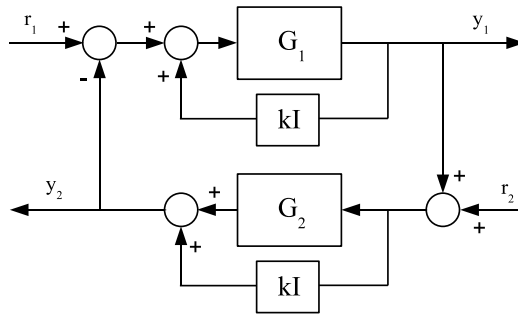 r₁ + + + G₁ y₁
- +
kI
+
y₂ + G₂ r₂
+ +
kI